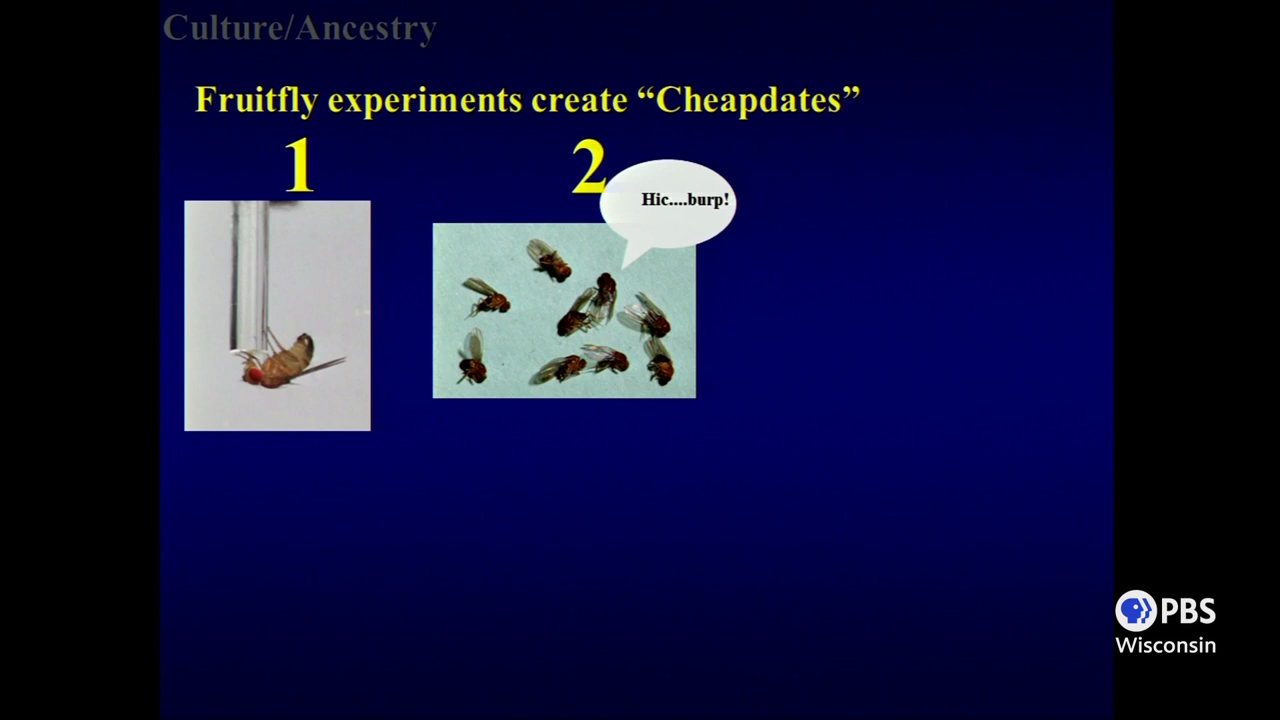 Culture/Ancestry
Fruitfly experiments create “Cheapdates”
1
2
Hic....burp!
PBS
Wisconsin